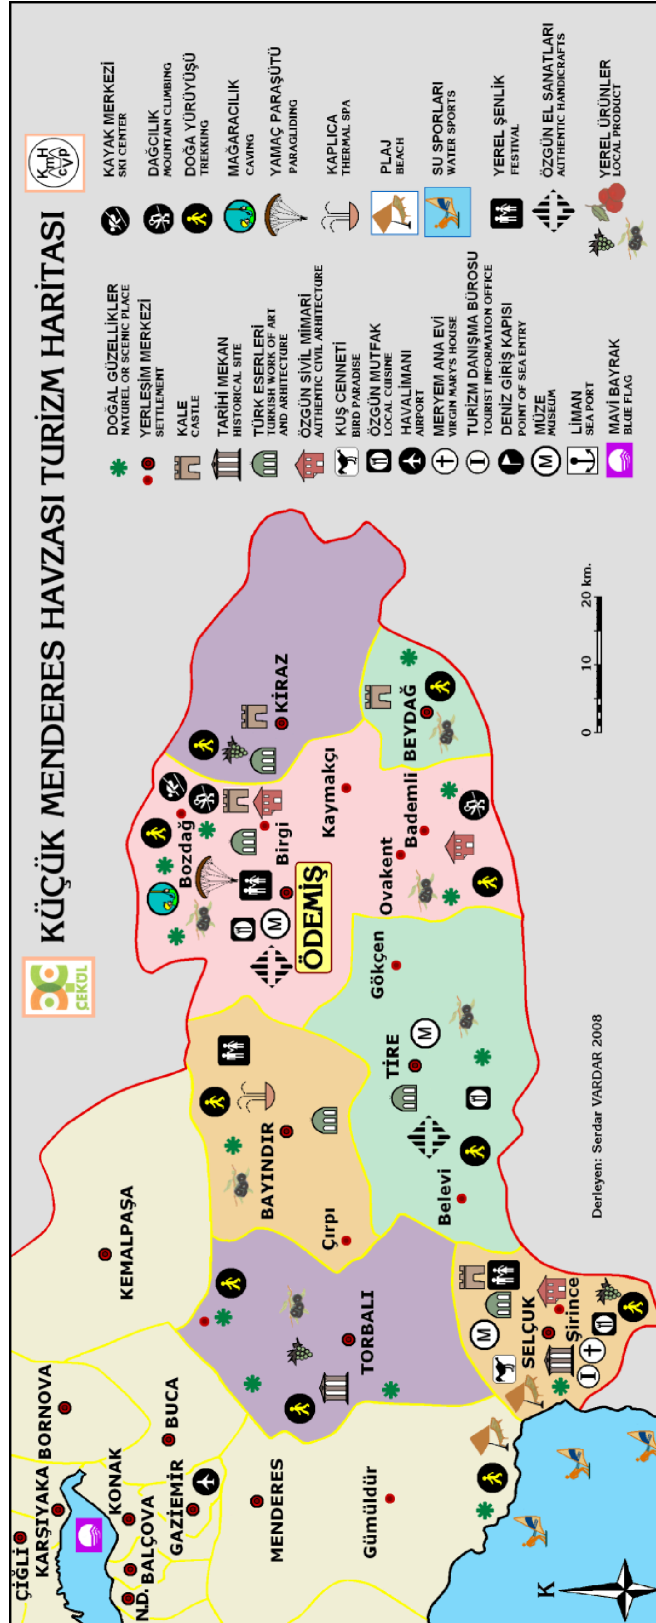 KÜÇÜK MENDERES HAVZASI TURİZM HARİTASI
ÇEKÜL
K H
V P
DOĞAL GÜZELLİKLER
NATUREL OR SCENIC PLACE
YERLEŞİM MERKEZİ
SETTLEMENT
KALE
CASTLE
TARİHİ MEKAN
HISTORICAL SITE
TÜRK ESERLERİ
TURKISH WORK OF ART
AND ARHITECTURE
ÖZGÜN SİVİL MİMARİ
AUTHENTIC CIVIL ARHITECTURE
KUŞ CENNETİ
BIRD PARADISE
ÖZGÜN MUTFAK
LOCAL CUISINE
HAVALİMANI
AIRPORT
MERYEM ANA EVİ
VIRGIN MARY'S HOUSE
TURİZM DANIŞMA BÜROSU
TOURIST INFORMATION OFFICE
DENİZ GİRİŞ KAPISI
POINT OF SEA ENTRY
M
MÜZE
MUSEUM
LİMAN
SEA PORT
MAVİ BAYRAK
BLUE FLAG
KAYAK MERKEZİ
SKI CENTER
DAĞCILIK
MOUNTAIN CLIMBING
DOĞA YÜRÜYÜŞÜ
TREKKING
MAĞARACILIK
CAVING
YAMAÇ PARAŞÜTÜ
PARAGLIDING
KAPLICA
THERMAL SPA
PLAJ
BEACH
SU SPORLARI
WATER SPORTS
YEREL ŞENLİK
FESTIVAL
ÖZGÜN EL SANATLARI
AUTHENTIC HANDICRAFTS
YEREL ÜRÜNLER
LOCAL PRODUCT
ÇİĞLİ
KARŞIYAKA
BORNOVA
KONAK
BUCA
N.D.
BALÇOVA
GAZİEMİR
KEMALPAŞA
MENDERES
Gümüldür
TORBALI
BAYINDIR
Çırpı
SELÇUK
Şirince
M
I
Belevi
TİRE
M
Gökçen
ÖDEMİŞ
M
Bozdağ
Birgi
Kaymakçı
Ovakent
Bademli
KİRAZ
BEYDAĞ
0 10 20 km.
Derleyen: Serdar VARDAR 2008
K